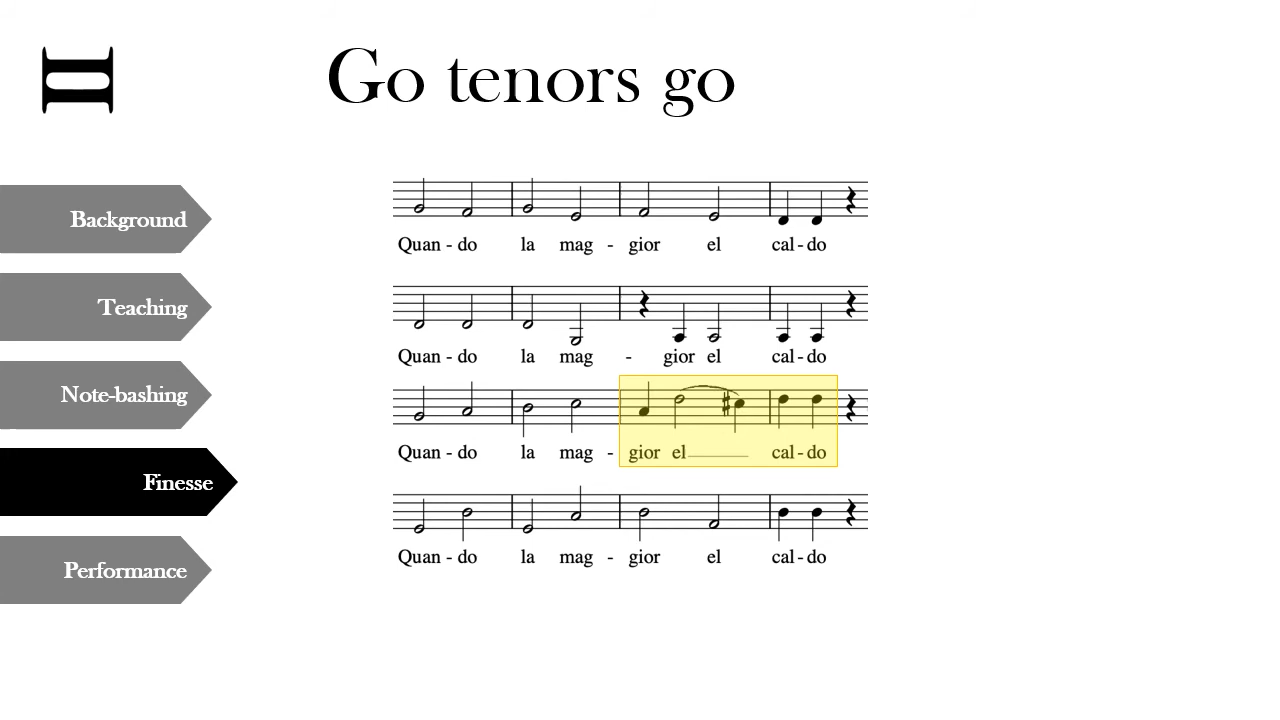 Go tenors go
Background
Teaching
Note-bashing
Finesse
Performance
Quan - do la mag - gior el cal - do
Quan - do la mag - gior el cal - do
Quan - do la mag - gior el____ cal - do
Quan - do la mag - gior el cal - do